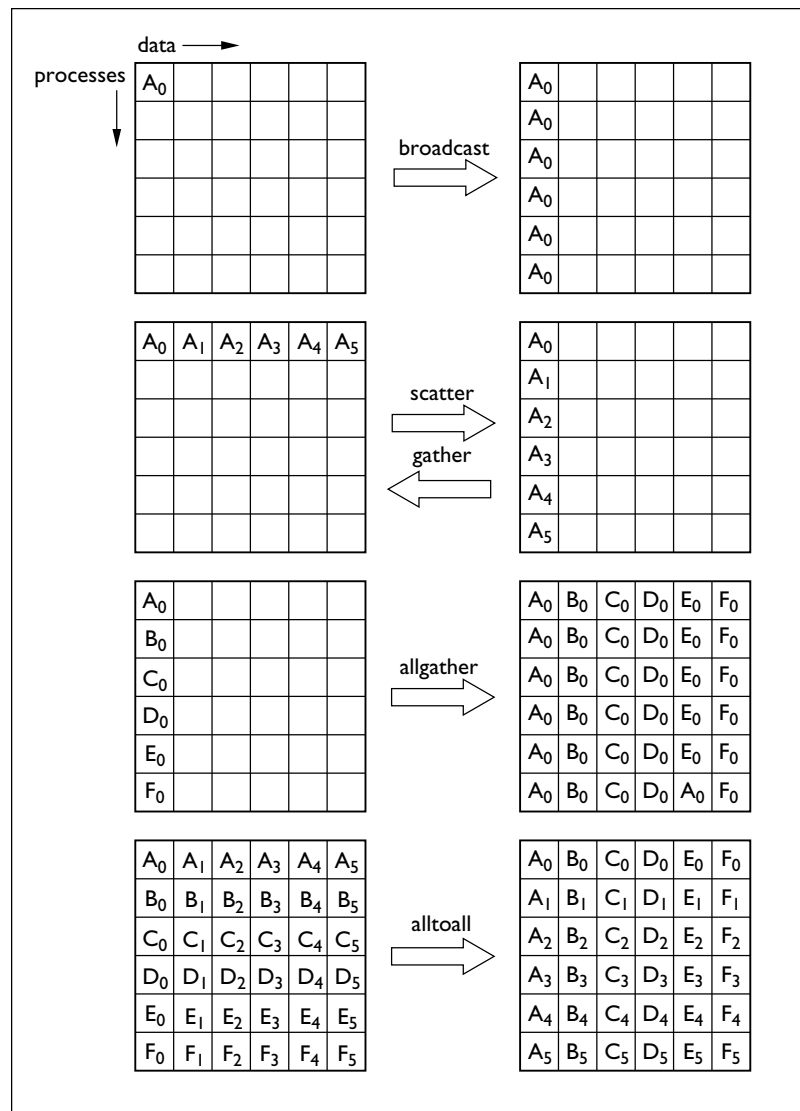 data
processes
A₀
A₀
A₀
broadcast
A₀
A₀
A₀
A₀
A₀ A₁ A₂ A₃ A₄ A₅
A₀
A₁
scatter
A₂
gather
A₃
A₄
A₅
A₀
A₀ B₀ C₀ D₀ E₀ F₀
B₀
A₀ B₀ C₀ D₀ E₀ F₀
C₀
A₀ B₀ C₀ D₀ E₀ F₀
allgather
D₀
A₀ B₀ C₀ D₀ E₀ F₀
E₀
A₀ B₀ C₀ D₀ E₀ F₀
F₀
A₀ B₀ C₀ D₀ A₀ F₀
A₀ A₁ A₂ A₃ A₄ A₅
A₀ B₀ C₀ D₀ E₀ F₀
B₀ B₁ B₂ B₃ B₄ B₅
A₁ B₁ C₁ D₁ E₁ F₁
alltoall
C₀ C₁ C₂ C₃ C₄ C₅
A₂ B₂ C₂ D₂ E₂ F₂
D₀ D₁ D₂ D₃ D₄ D₅
A₃ B₃ C₃ D₃ E₃ F₃
E₀ E₁ E₂ E₃ E₄ E₅
A₄ B₄ C₄ D₄ E₄ F₄
F₀ F₁ F₂ F₃ F₄ F₅
A₅ B₅ C₅ D₅ E₅ F₅